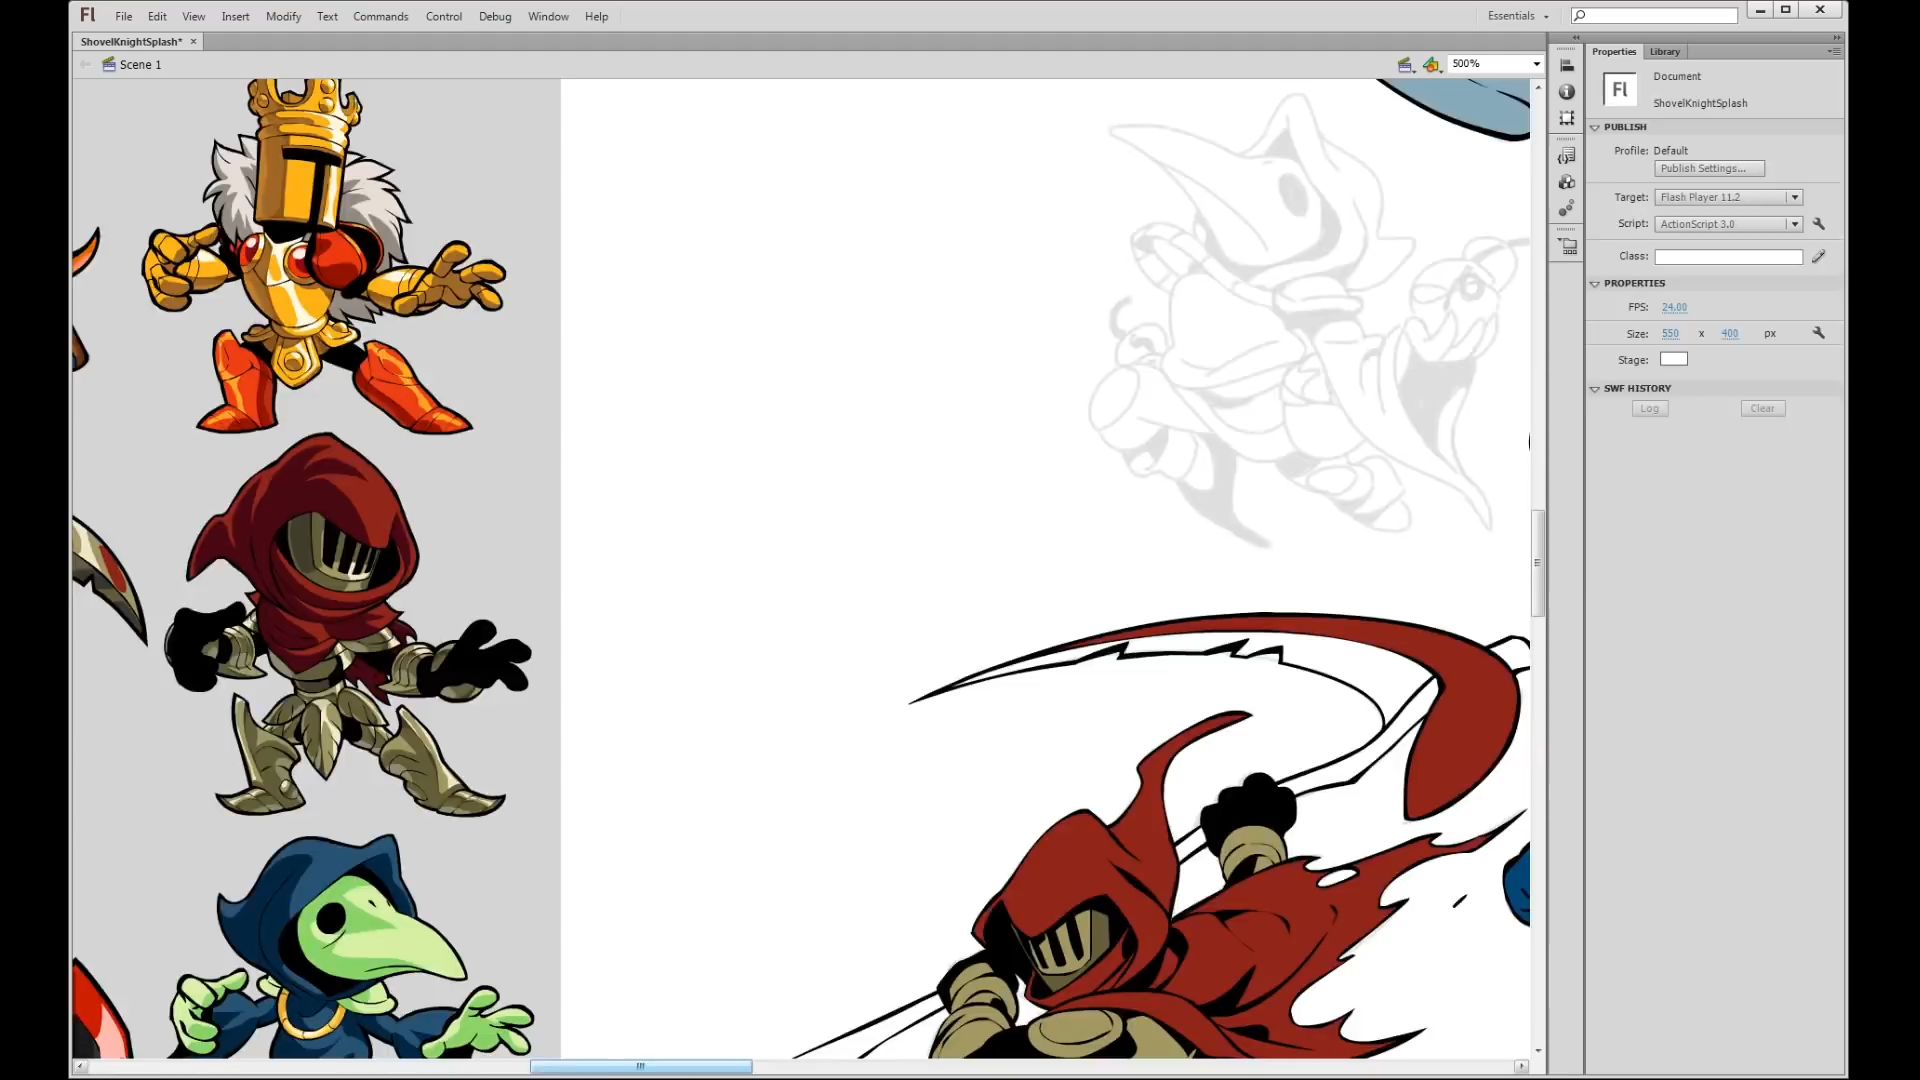 Fl File Edit View Insert Modify Text Commands Control Debug Window Help Essentials
ShovelKnightSplash* ×
Scene 1 500%
Properties Library
Fl Document
ShovelKnightSplash
PUBLISH
Profile: Default
Publish Settings...
Target: Flash Player 11.2
Script: ActionScript 3.0
Class:
PROPERTIES
FPS: 24.00
Size: 550 x 400 px
Stage:
SWF HISTORY
Log Clear